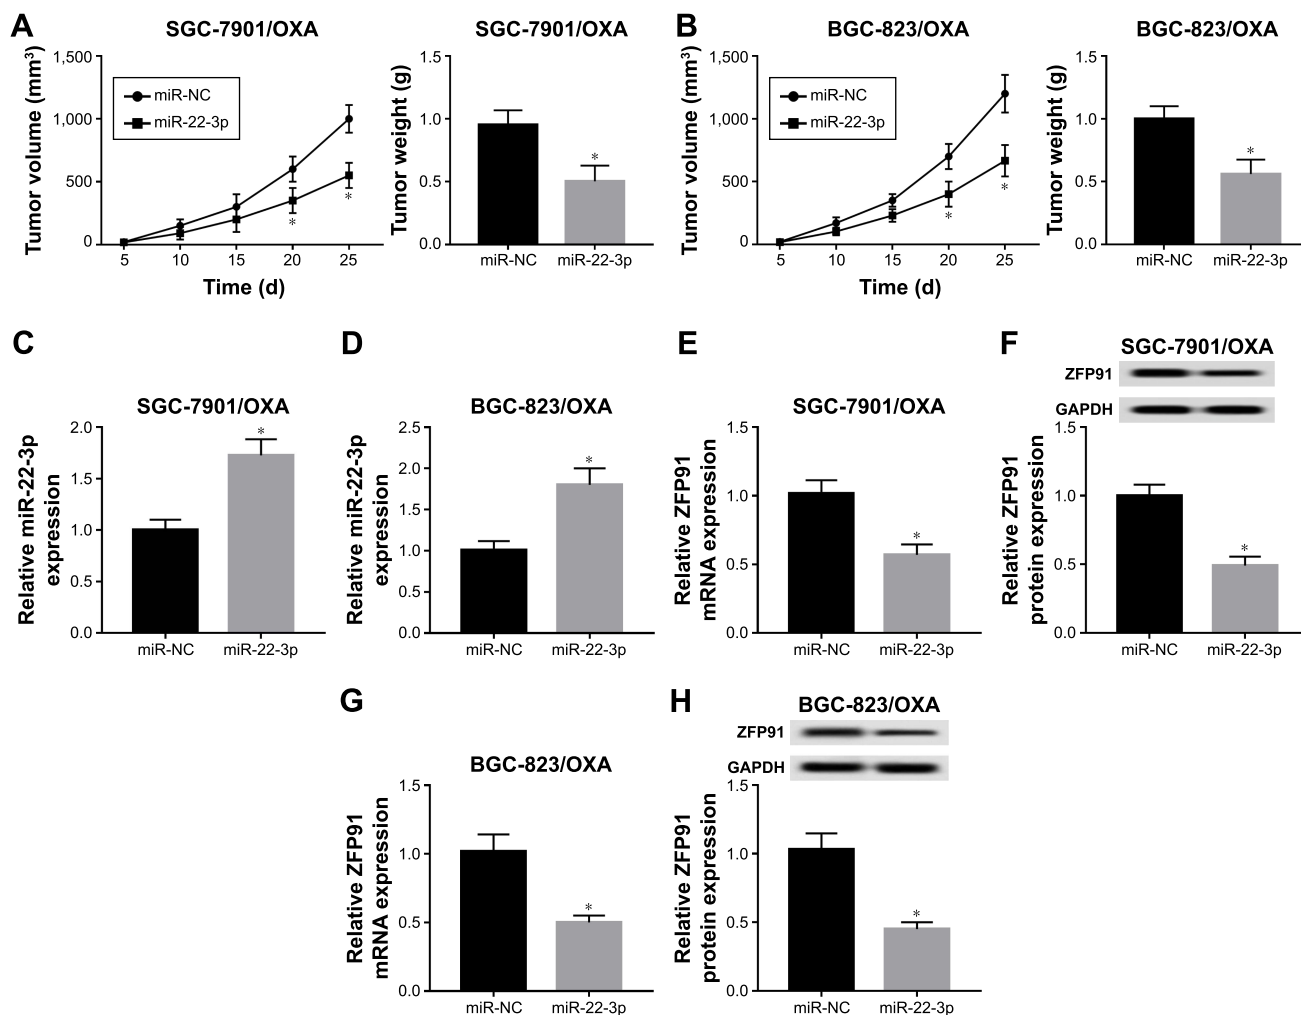 A
SGC-7901/OXA
Tumor volume (mm³)
1,500
1,000
500
0
miR-NC
miR-22-3p
*
*
5 10 15 20 25
Time (d)
SGC-7901/OXA
Tumor weight (g)
1.5
1.0
0.5
0.0
*
miR-NC miR-22-3p
B
BGC-823/OXA
Tumor volume (mm³)
1,500
1,000
500
0
miR-NC
miR-22-3p
*
*
5 10 15 20 25
Time (d)
BGC-823/OXA
Tumor weight (g)
1.5
1.0
0.5
0.0
*
miR-NC miR-22-3p
C
SGC-7901/OXA
Relative miR-22-3p
expression
2.0
1.5
1.0
0.5
0.0
*
miR-NC miR-22-3p
D
BGC-823/OXA
Relative miR-22-3p
expression
2.5
2.0
1.5
1.0
0.5
0.0
*
miR-NC miR-22-3p
E
SGC-7901/OXA
Relative ZFP91
mRNA expression
1.5
1.0
0.5
0.0
*
miR-NC miR-22-3p
F
SGC-7901/OXA
ZFP91
GAPDH
Relative ZFP91
protein expression
1.5
1.0
0.5
0.0
*
miR-NC miR-22-3p
G
BGC-823/OXA
Relative ZFP91
mRNA expression
1.5
1.0
0.5
0.0
*
miR-NC miR-22-3p
H
BGC-823/OXA
ZFP91
GAPDH
Relative ZFP91
protein expression
1.5
1.0
0.5
0.0
*
miR-NC miR-22-3p